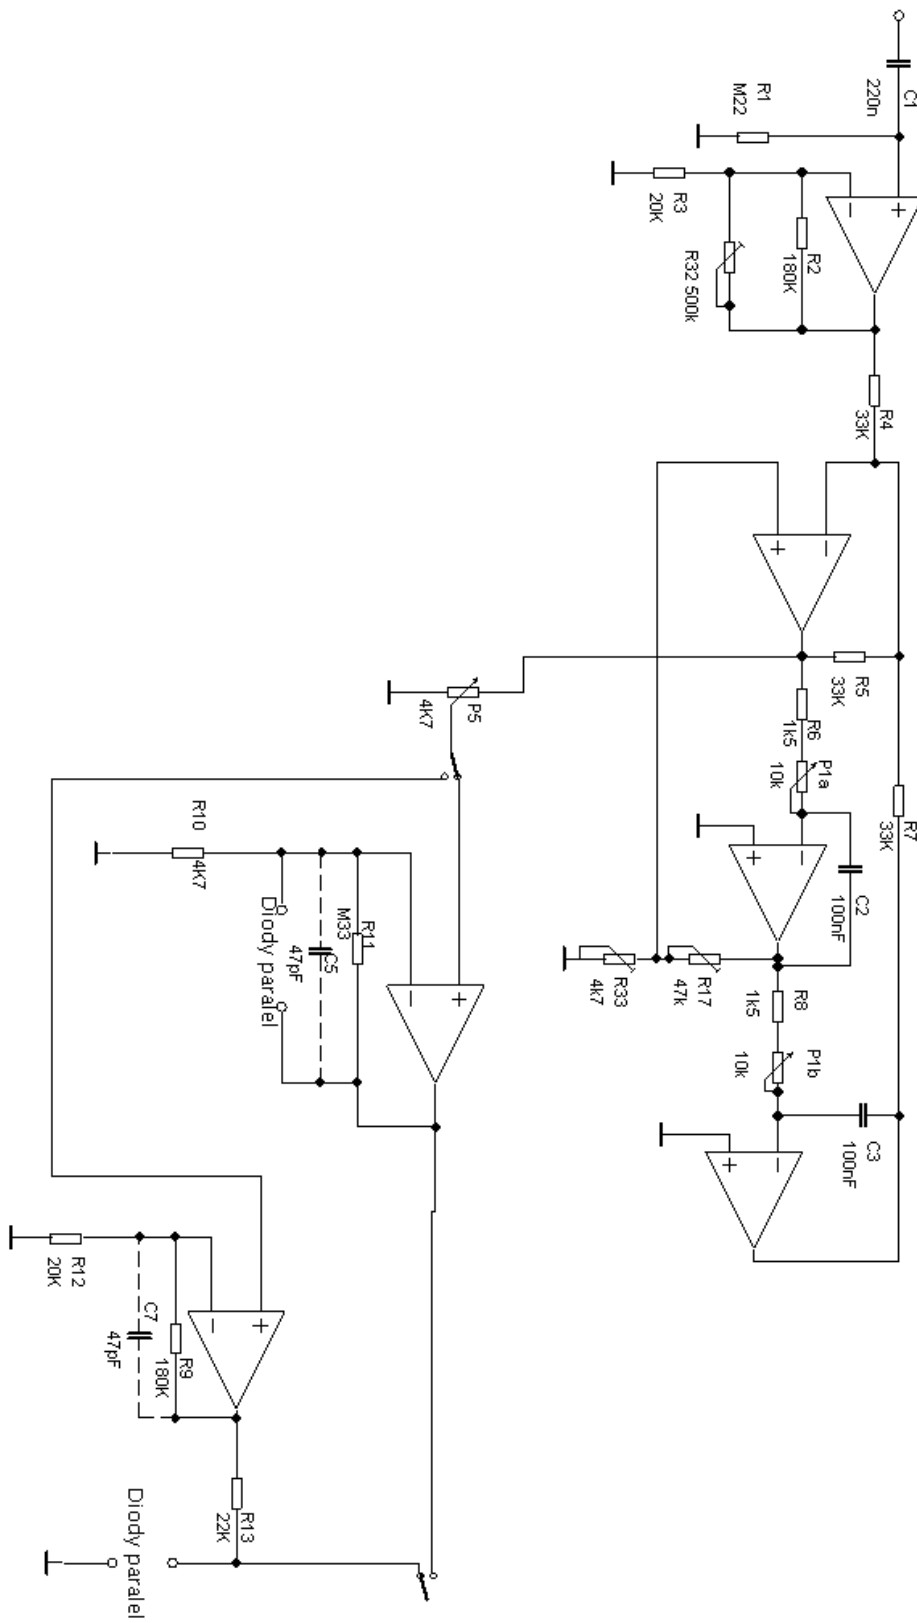 C1
220n
R1
M22
R3
20K
R2
180K
R32 500k
R4
33K
R5
33K
R6
1k5
P1a
10k
R7
33K
C2
100nF
R33
4k7
R17
47k
R8
1k5
P1b
10k
C3
100nF
P5
4K7
R10
4K7
R11
M33
C5
47pF
Diody paralel
R12
20K
C7
47pF
R9
180K
R13
22K
Diody paralel
+
−
+
−
+
−
+
−
+
−
+
−